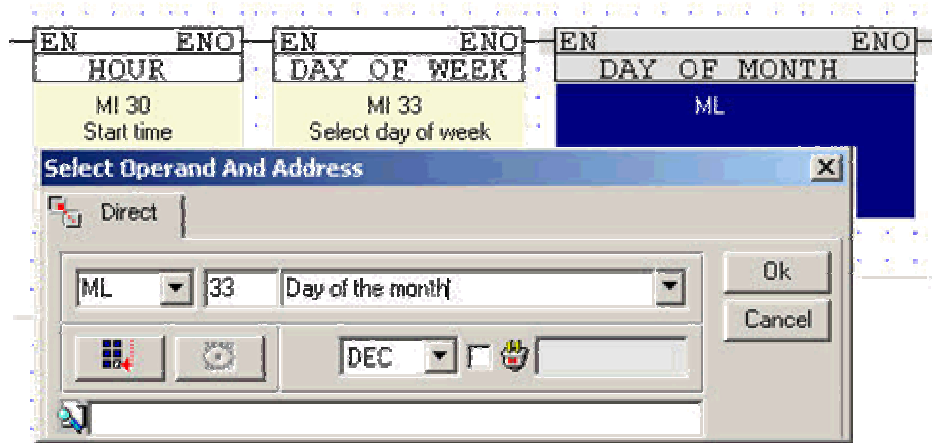 EN ENO EN ENO EN ENO
HOUR DAY OF WEEK DAY OF MONTH
MI 30 MI 33 ML
Start time Select day of week
Select Operand And Address
Direct
ML 33 Day of the month
Ok
Cancel
DEC